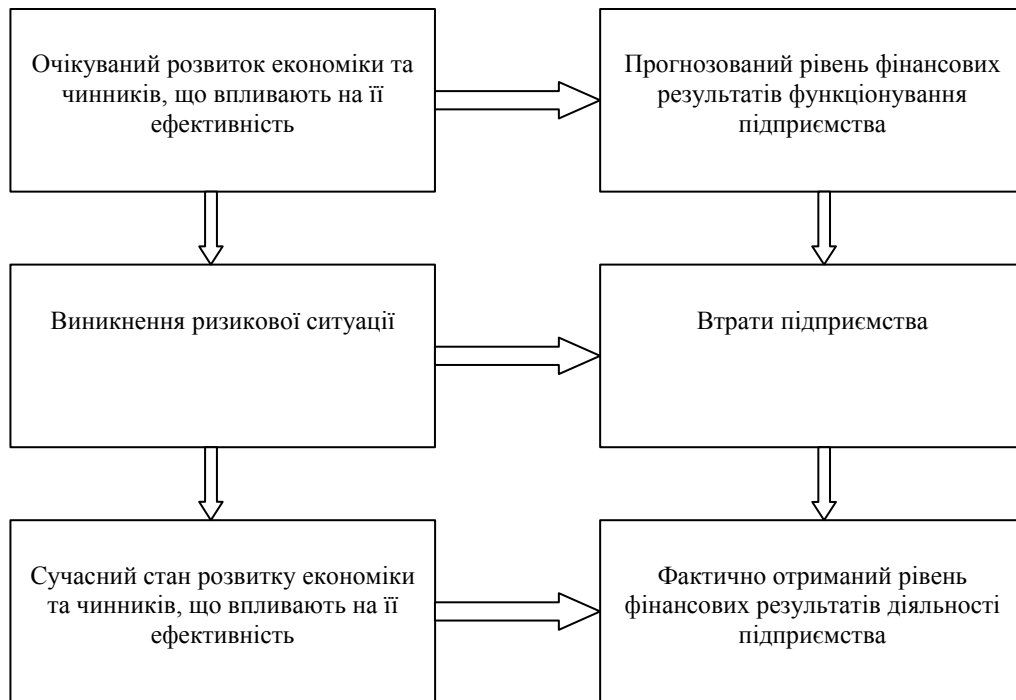 Очікуваний розвиток економіки та
чинників, що впливають на її
ефективність
Прогнозований рівень фінансових
результатів функціонування
підприємства
Виникнення ризикової ситуації
Втрати підприємства
Сучасний стан розвитку економіки
та чинників, що впливають на її
ефективність
Фактично отриманий рівень
фінансових результатів діяльності
підприємства